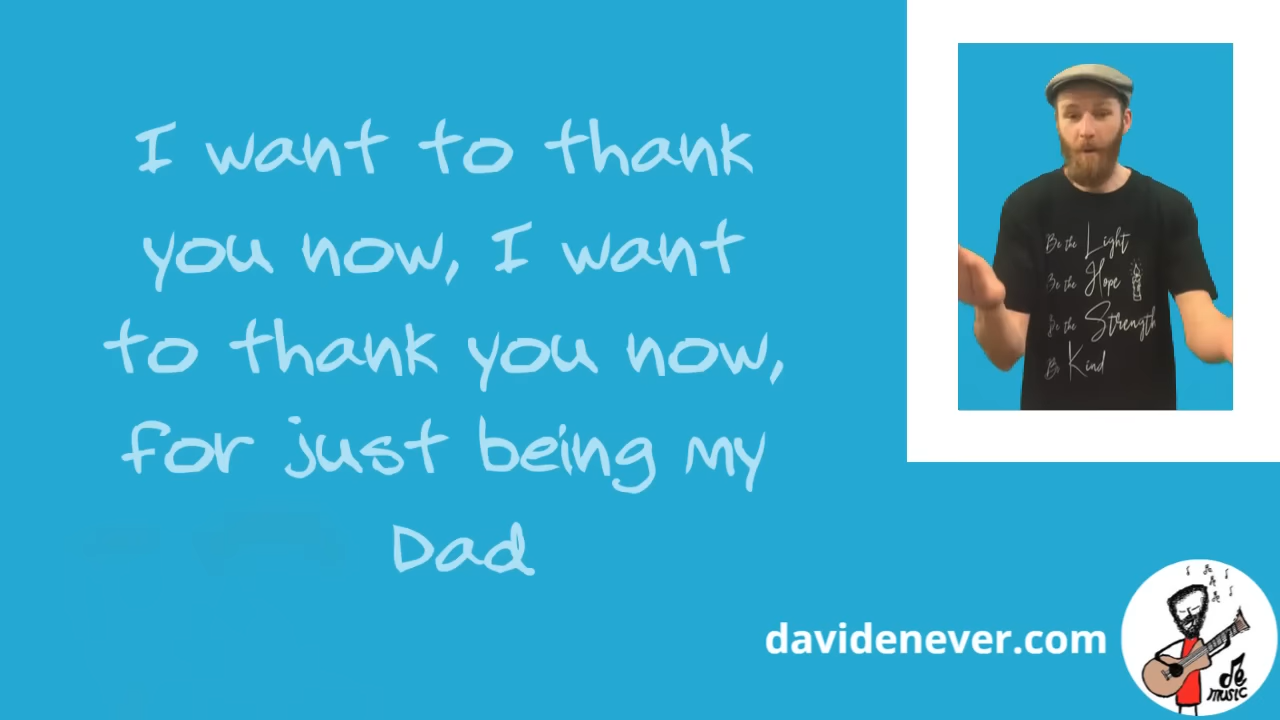 I want to thank
you now, I want
to thank you now,
for just being my
Dad
Be the Light
Be the Hope
Be the Strength
Be Kind
davidenever.com
de
MUSIC